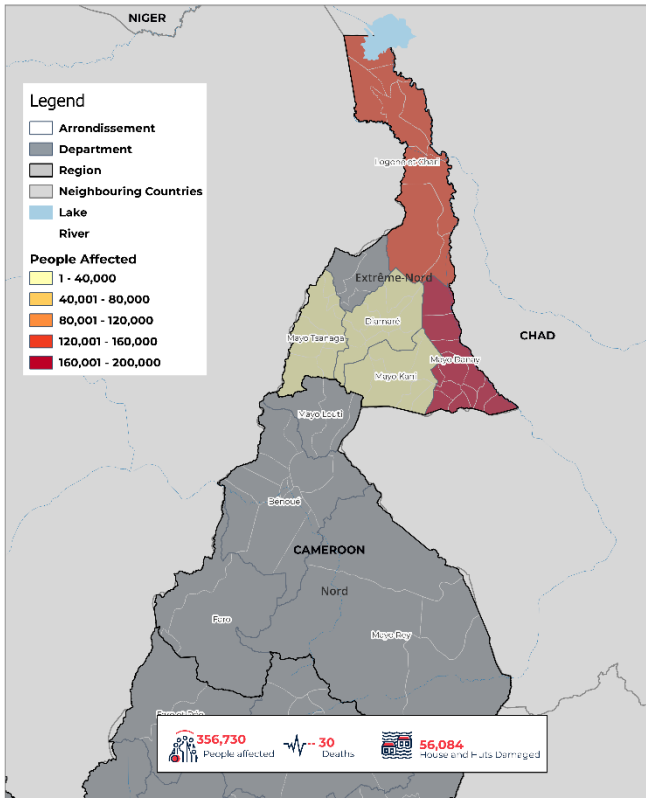 NIGER
Legend
Arrondissement
Department
Region
Neighbouring Countries
Lake
River
People Affected
1 - 40,000
40,001 - 80,000
80,001 - 120,000
120,001 - 160,000
160,001 - 200,000
Logone et Chari
Extrême-Nord
Diamaré
CHAD
Mayo Tsanaga
Mayo Danay
Mayo Kani
Mayo Louti
Bénoué
CAMEROON
Nord
Faro
Mayo Rey
356,730
People affected
30
Deaths
56,084
House and Huts Damaged